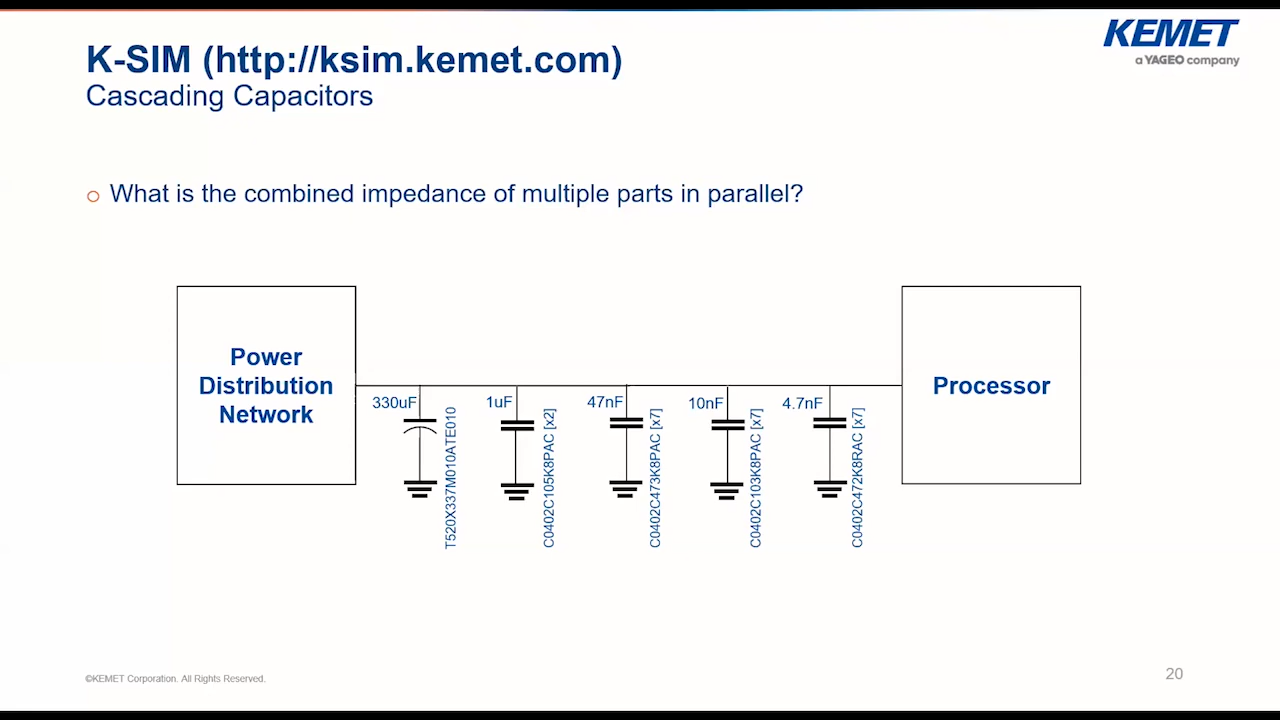 K-SIM (http://ksim.kemet.com)
Cascading Capacitors
KEMET
a YAGEO company
What is the combined impedance of multiple parts in parallel?
Power
Distribution
Network
330uF
T520X337M010ATE010
1uF
C0402C105K8PAC [x2]
47nF
C0402C473K8PAC [x7]
10nF
C0402C103K8PAC [x7]
4.7nF
C0402C472K8RAC [x7]
Processor
©KEMET Corporation. All Rights Reserved.
20